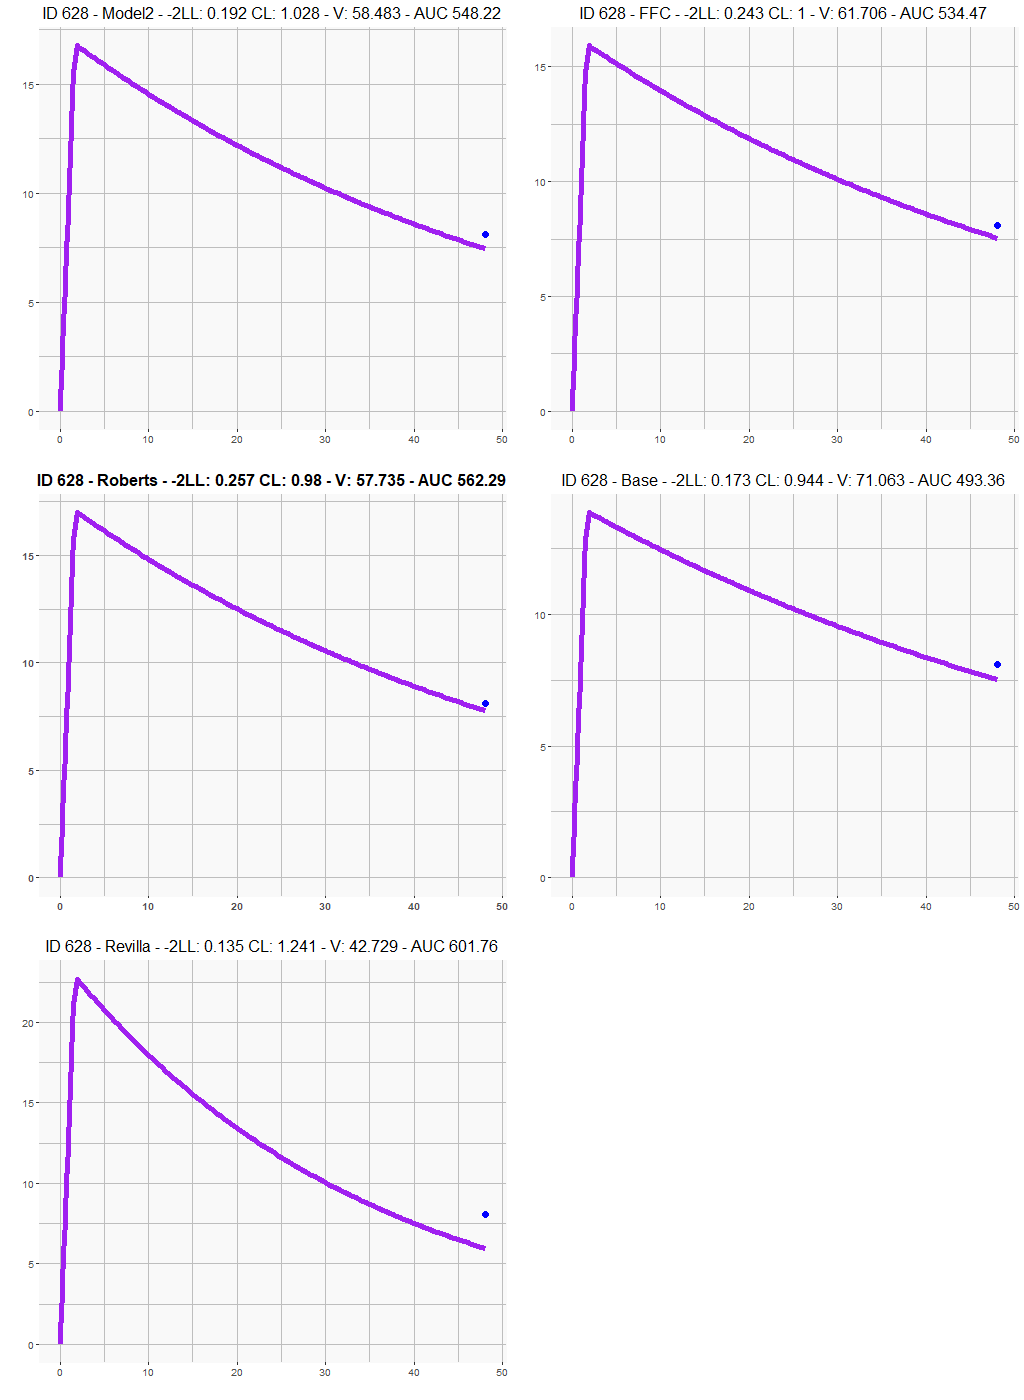 ID 628 - Model2 - -2LL: 0.192 CL: 1.028 - V: 58.483 - AUC 548.22
15
10
5
0
0 10 20 30 40 50
ID 628 - FFC - -2LL: 0.243 CL: 1 - V: 61.706 - AUC 534.47
15
10
5
0
0 10 20 30 40 50
ID 628 - Roberts - -2LL: 0.257 CL: 0.98 - V: 57.735 - AUC 562.29
15
10
5
0
0 10 20 30 40 50
ID 628 - Base - -2LL: 0.173 CL: 0.944 - V: 71.063 - AUC 493.36
10
5
0
0 10 20 30 40 50
ID 628 - Revilla - -2LL: 0.135 CL: 1.241 - V: 42.729 - AUC 601.76
20
15
10
5
0
0 10 20 30 40 50